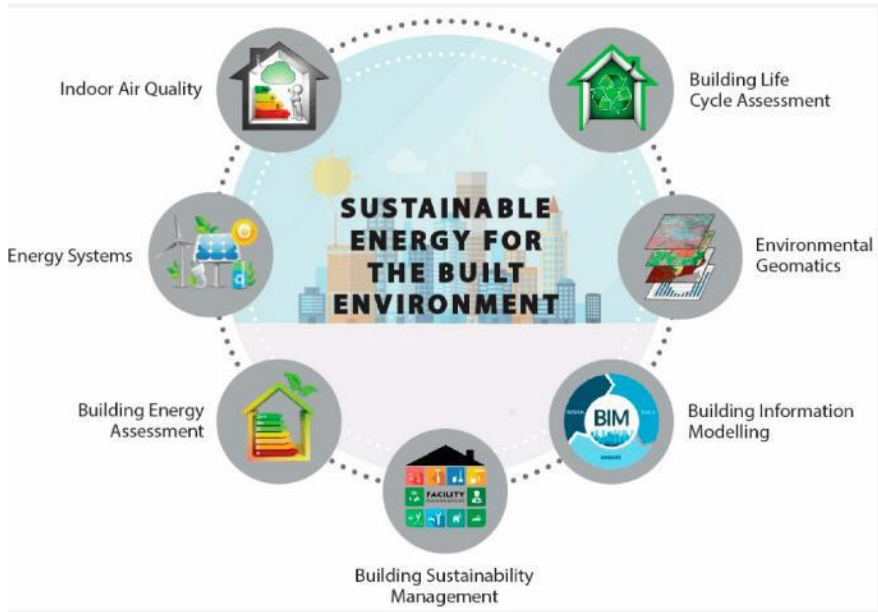 Indoor Air Quality
Building Life
Cycle Assessment
SUSTAINABLE
ENERGY FOR
THE BUILT
ENVIRONMENT
Energy Systems
Environmental
Geomatics
Building Energy
Assessment
BIM
Building Information
Modelling
FACILITY
Building Sustainability
Management